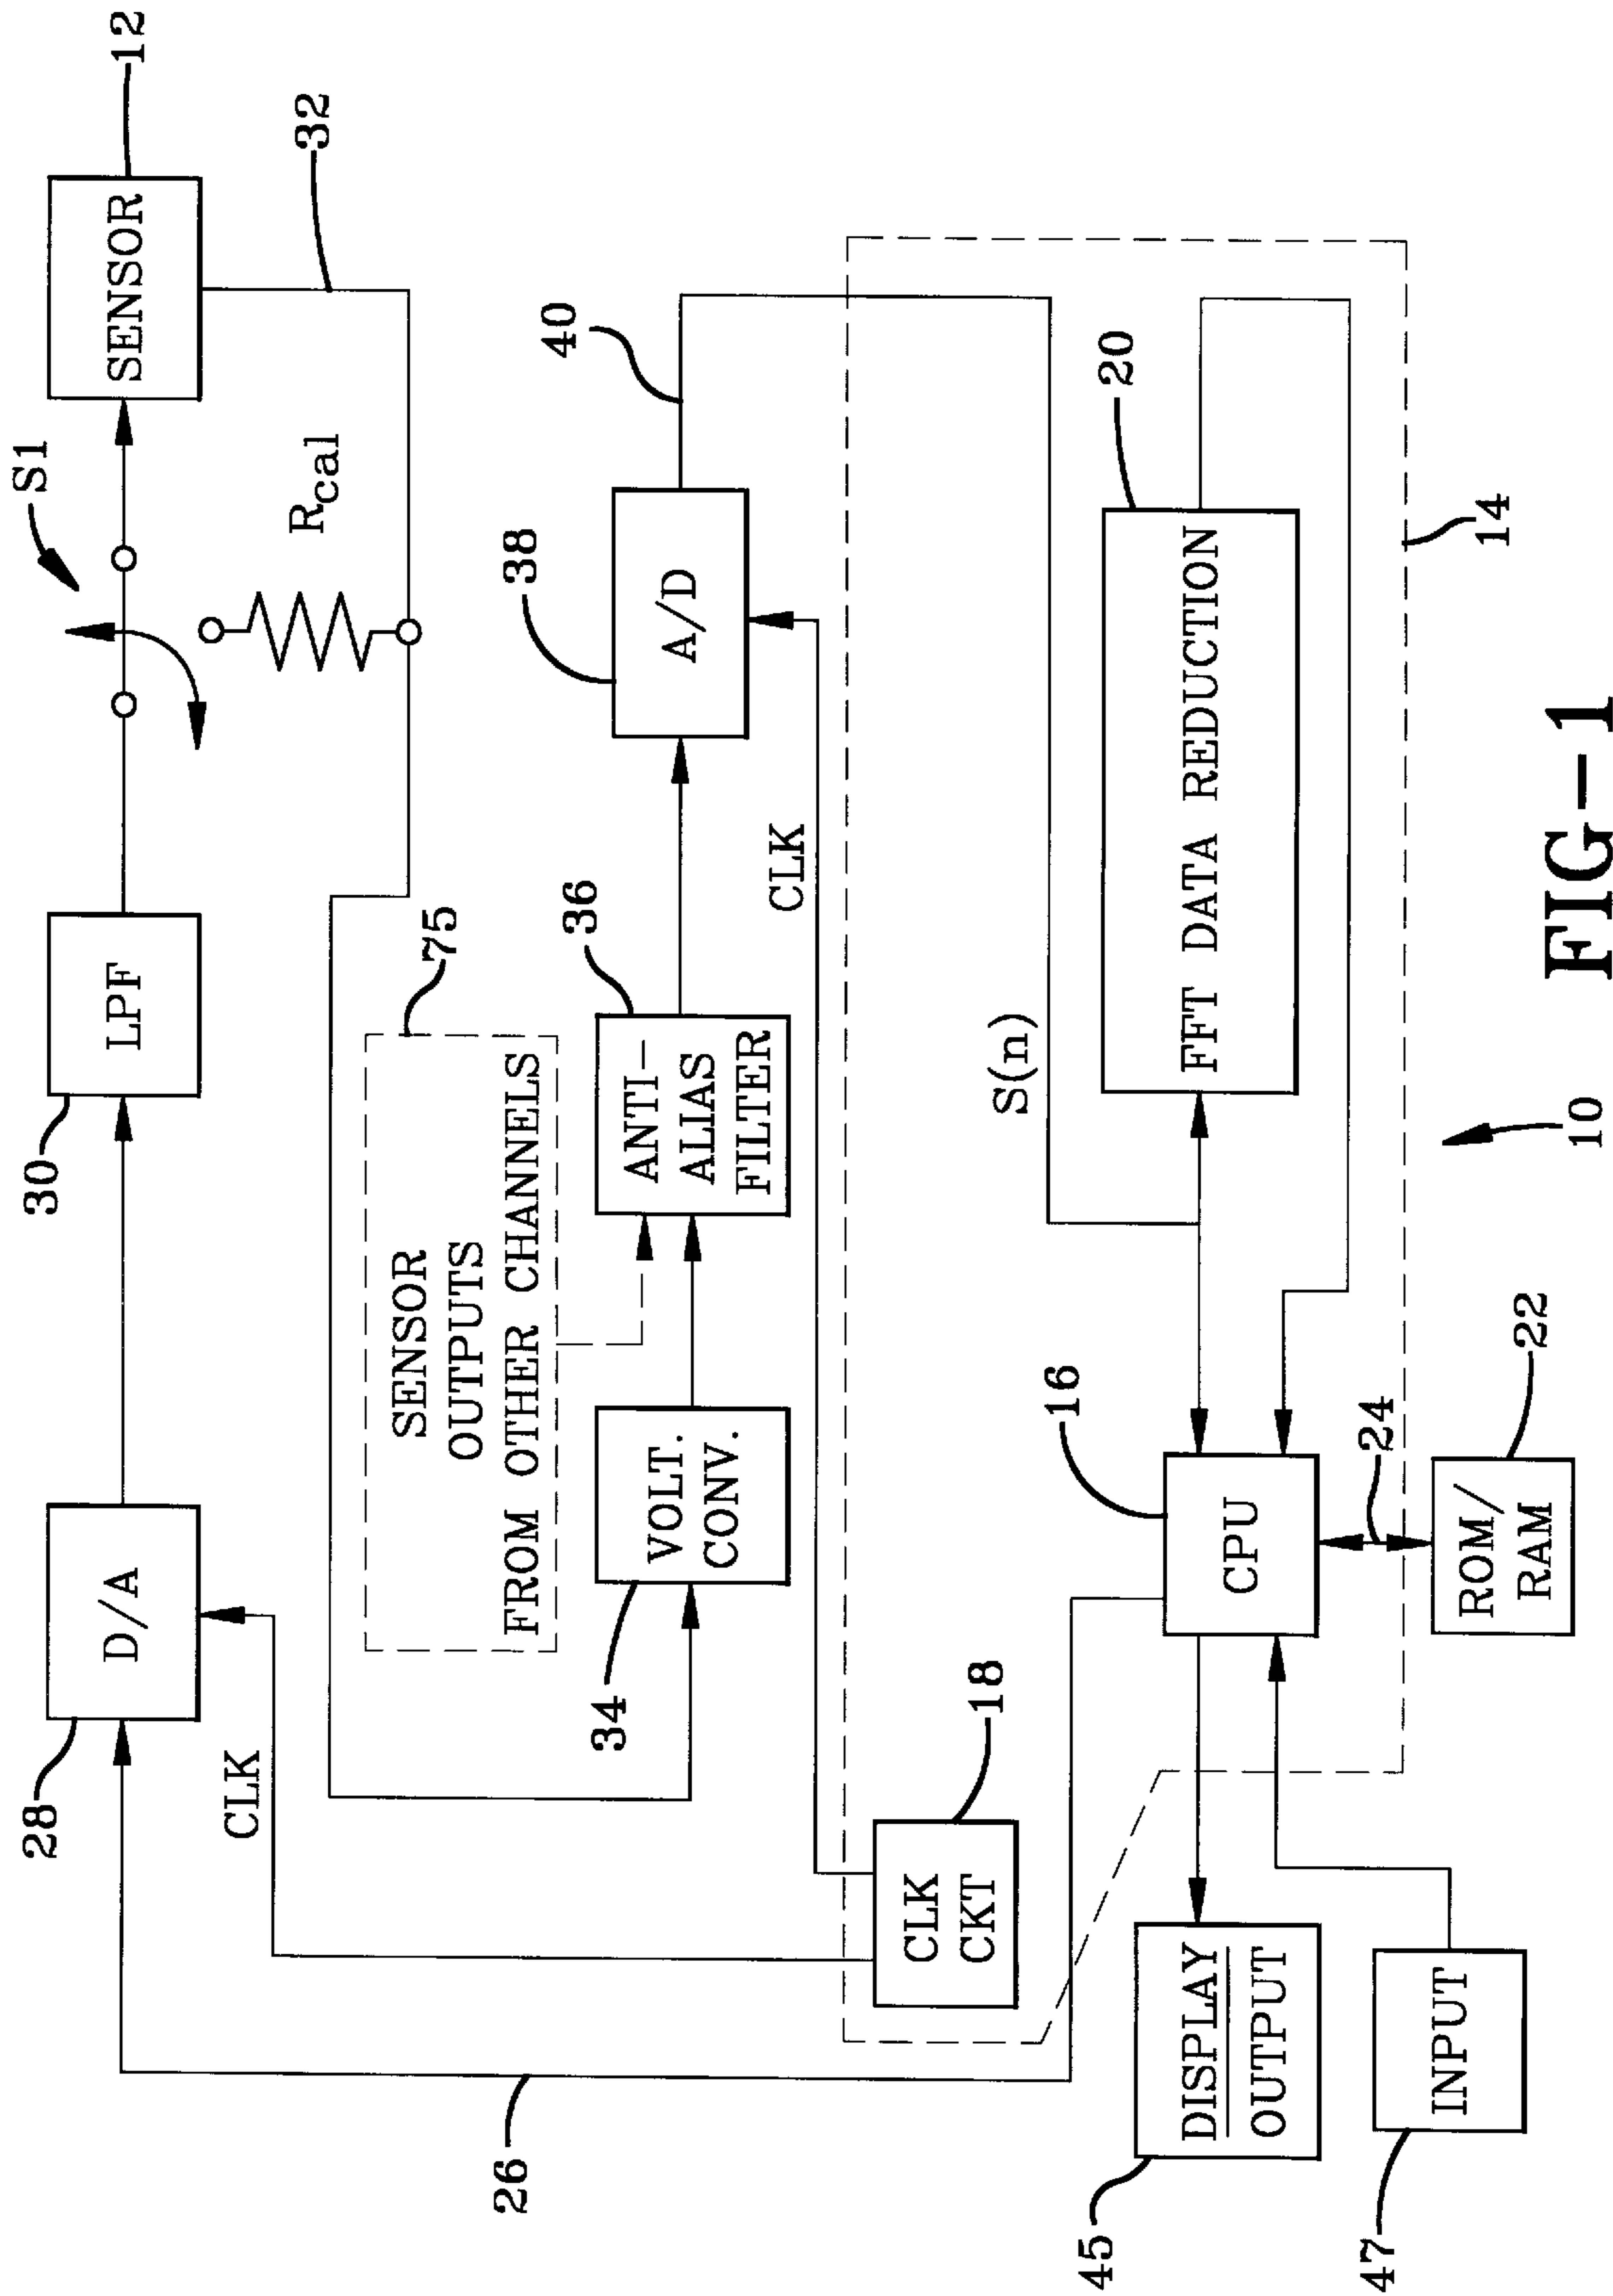 28
D/A
30
LPF
S1
SENSOR
12
26
CLK
R_cal
32
SENSOR
OUTPUTS
FROM OTHER CHANNELS
75
34
VOLT.
CONV.
ANTI-
ALIAS
FILTER
36
38
A/D
40
CLK
CLK
CKT
18
S(n)
45
DISPLAY
OUTPUT
16
CPU
FFT DATA REDUCTION
20
47
INPUT
24
ROM/
RAM
22
14
10
FIG-1